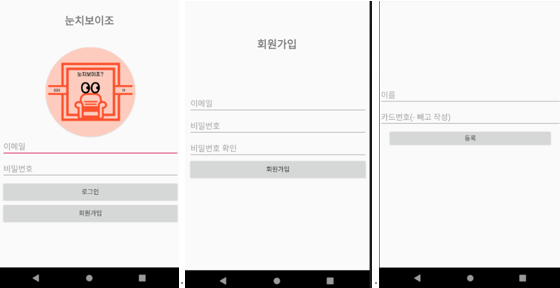 눈치보이조
눈치보이조?
이메일
비밀번호
로그인
회원가입
회원가입
이메일
비밀번호
비밀번호 확인
회원가입
이름
카드번호(- 빼고 작성)
등록